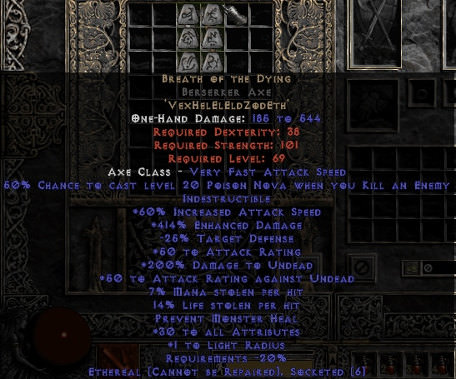 Breath of the Dying
Berserker Axe
'VexHelElEldZodEth'
One-Hand Damage: 185 to 544
Required Dexterity: 38
Required Strength: 101
Required Level: 69
Axe Class - Very Fast Attack Speed
50% Chance to cast level 20 Poison Nova when you Kill an Enemy
Indestructible
+60% Increased Attack Speed
+414% Enhanced Damage
-25% Target Defense
+50 to Attack Rating
+200% Damage to Undead
+50 to Attack Rating against Undead
7% Mana stolen per hit
14% Life stolen per hit
Prevent Monster Heal
+30 to all Attributes
+1 to Light Radius
Requirements -20%
Ethereal (Cannot be Repaired), Socketed (6)